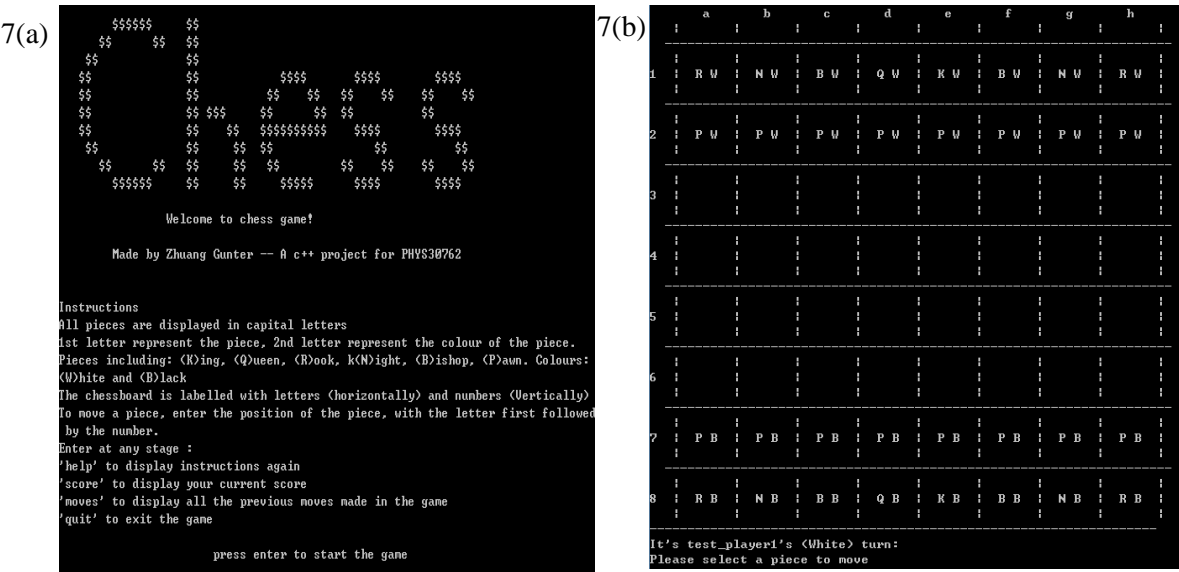 7(a)
Welcome to chess game!
Made by Zhuang Gunter -- A c++ project for PHYS30762
Instructions
All pieces are displayed in capital letters
1st letter represent the piece, 2nd letter represent the colour of the piece.
Pieces including: (K)ing, (Q)ueen, (R)ook, k(N)ight, (B)ishop, (P)awn. Colours:
(W)hite and (B)lack
The chessboard is labelled with letters (horizontally) and numbers (Vertically)
To move a piece, enter the position of the piece, with the letter first followed
by the number.
Enter at any stage :
'help' to display instructions again
'score' to display your current score
'moves' to display all the previous moves made in the game
'quit' to exit the game
press enter to start the game
7(b)
a b c d e f g h
1 R W N W B W Q W K W B W N W R W
2 P W P W P W P W P W P W P W P W
3
4
5
6
7 P B P B P B P B P B P B P B P B
8 R B N B B B Q B K B B B N B R B
It's test_player1's (White) turn:
Please select a piece to move